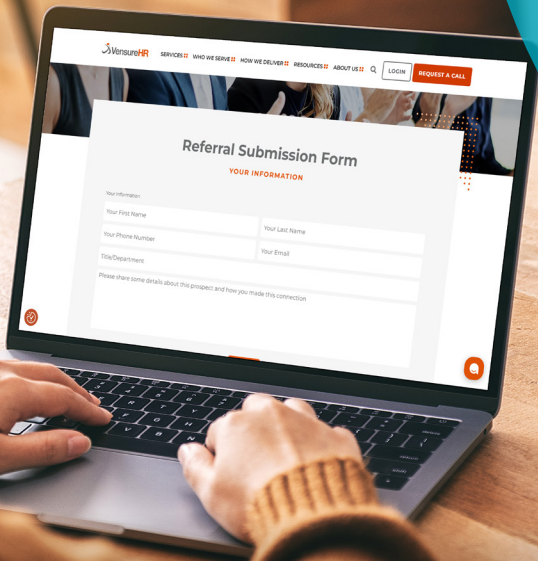 VensureHR
SERVICES WHO WE SERVE HOW WE DELIVER RESOURCES ABOUT US LOGIN REQUEST A CALL
Referral Submission Form
YOUR INFORMATION
Your Information
Your First Name
Your Last Name
Your Phone Number
Your Email
Title/Department
Please share some details about this prospect and how you made this connection